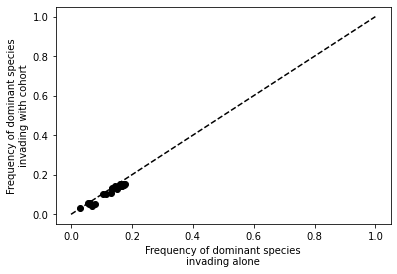 1.0
0.8
0.6
0.4
0.2
0.0
Frequency of dominant species
invading with cohort
0.0 0.2 0.4 0.6 0.8 1.0
Frequency of dominant species
invading alone